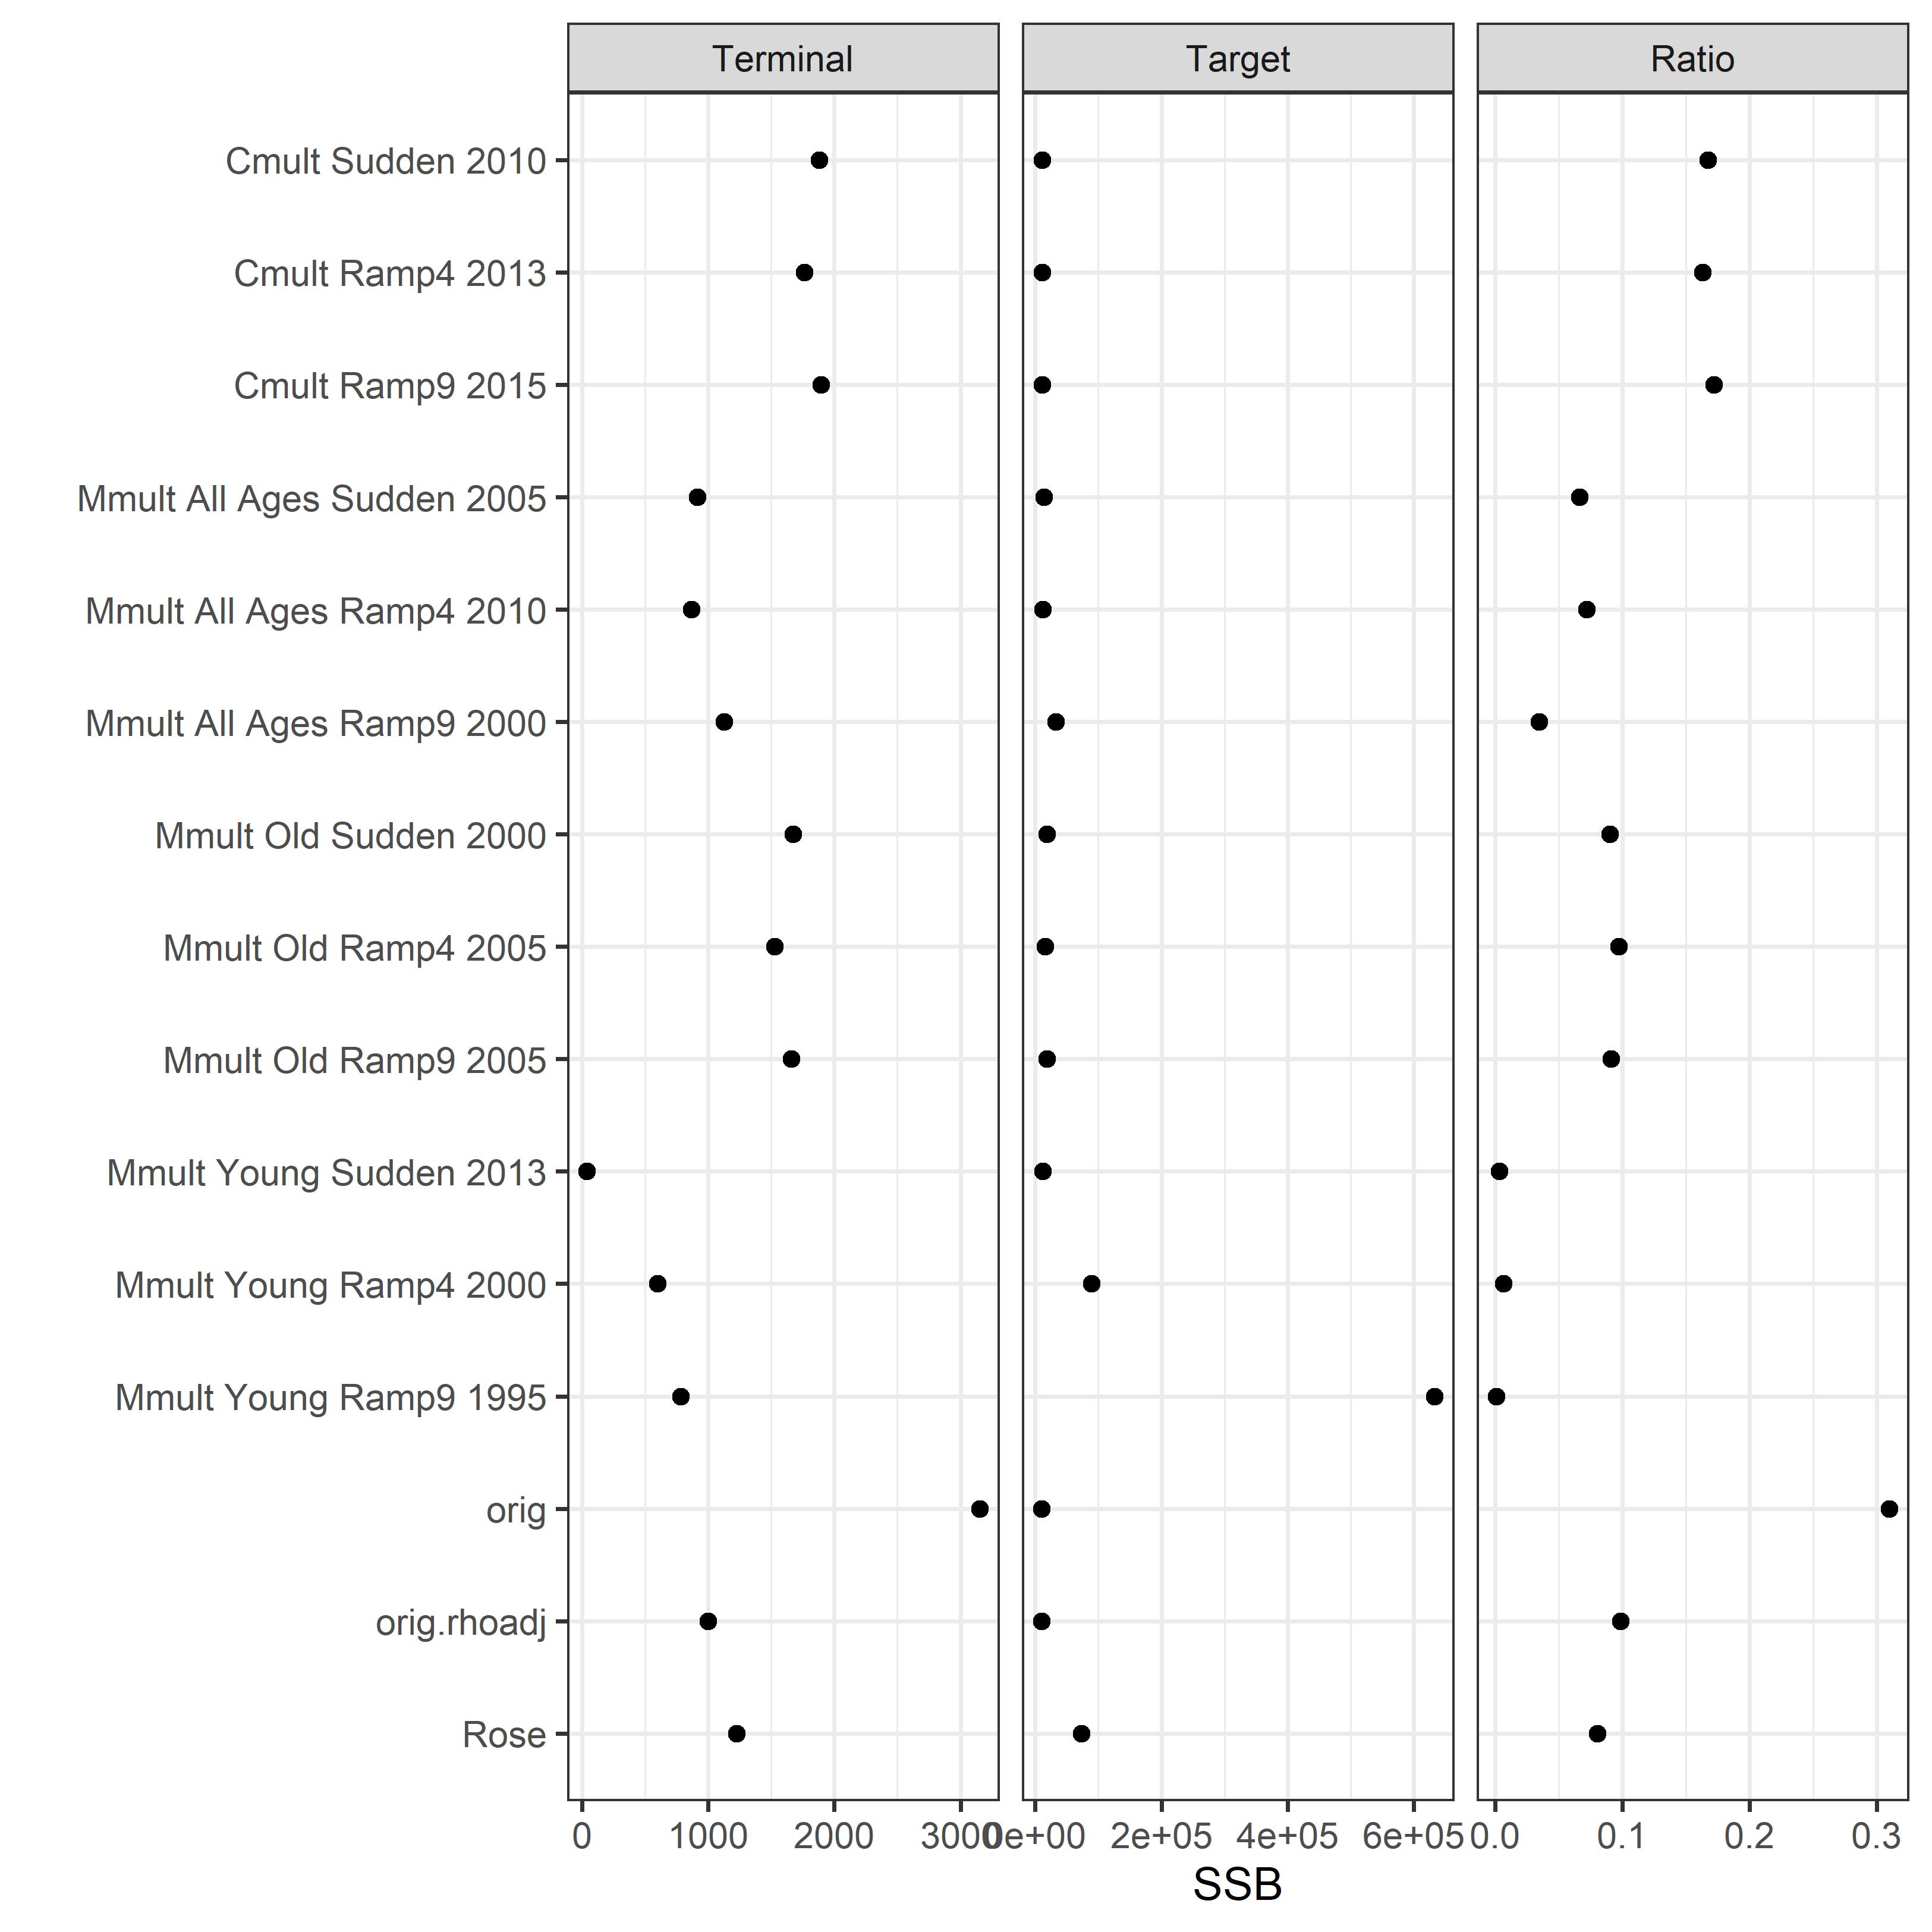 Terminal Target Ratio
Cmult Sudden 2010
Cmult Ramp4 2013
Cmult Ramp9 2015
Mmult All Ages Sudden 2005
Mmult All Ages Ramp4 2010
Mmult All Ages Ramp9 2000
Mmult Old Sudden 2000
Mmult Old Ramp4 2005
Mmult Old Ramp9 2005
Mmult Young Sudden 2013
Mmult Young Ramp4 2000
Mmult Young Ramp9 1995
orig
orig.rhoadj
Rose
0 1000 2000 3000 0e+00 2e+05 4e+05 6e+05 0.0 0.1 0.2 0.3
SSB